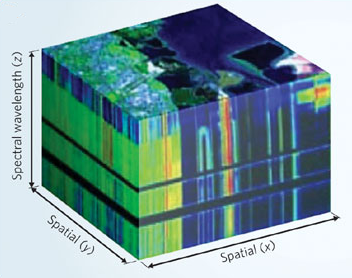 Spectral wavelength (z)
Spatial (y)
Spatial (x)